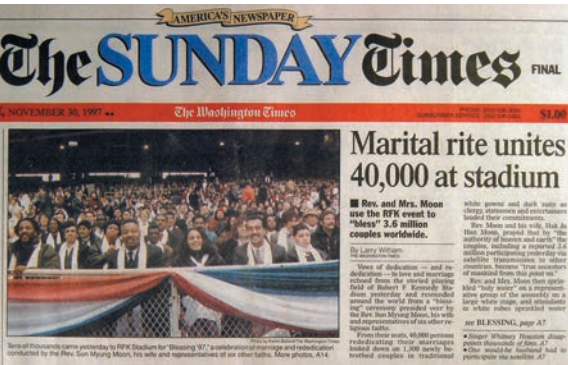 AMERICA'S NEWSPAPER
The SUNDAY Times
FINAL
NOVEMBER 30, 1997
The Washington Times
$1.00
Marital rite unites
40,000 at stadium
■ Rev. and Mrs. Moon
use the RFK event to
"bless" 3.6 million
couples worldwide.
By Larry Witham
THE WASHINGTON TIMES
Vows of dedication — and re-
dedication — to love and marriage
echoed from the storied playing
field of Robert F. Kennedy Sta-
dium yesterday and resounded
around the world from a "bless-
ing" ceremony presided over by
the Rev. Sun Myung Moon, his wife
and representatives of six other re-
ligious faiths.
From their seats, 40,000 persons
rededicating their marriages
looked down on 1,300 newly be-
trothed couples in traditional
white gowns and dark suits as
clergy, statesmen and entertainers
lauded their commitments.
Rev. Moon and his wife, Hak Ja
Han Moon, prayed that by "the
authority of heaven and earth" the
couples, including a reported 3.6
million participating yesterday via
satellite transmission to other
countries, become "true ancestors
of mankind from this point on."
Rev. and Mrs. Moon then sprin-
kled "holy water" on a represent-
ative group of the assembly on a
large white stage, and attendants
in white robes sprinkled water
see BLESSING, page A7
• Singer Whitney Houston disap-
points thousands of fans. A7
• One would-be husband had to
participate via satellite. A7
Tens of thousands came yesterday to RFK Stadium for "Blessing '97," a celebration of marriage and rededication
conducted by the Rev. Sun Myung Moon, his wife and representatives of six other faiths. More photos, A14.